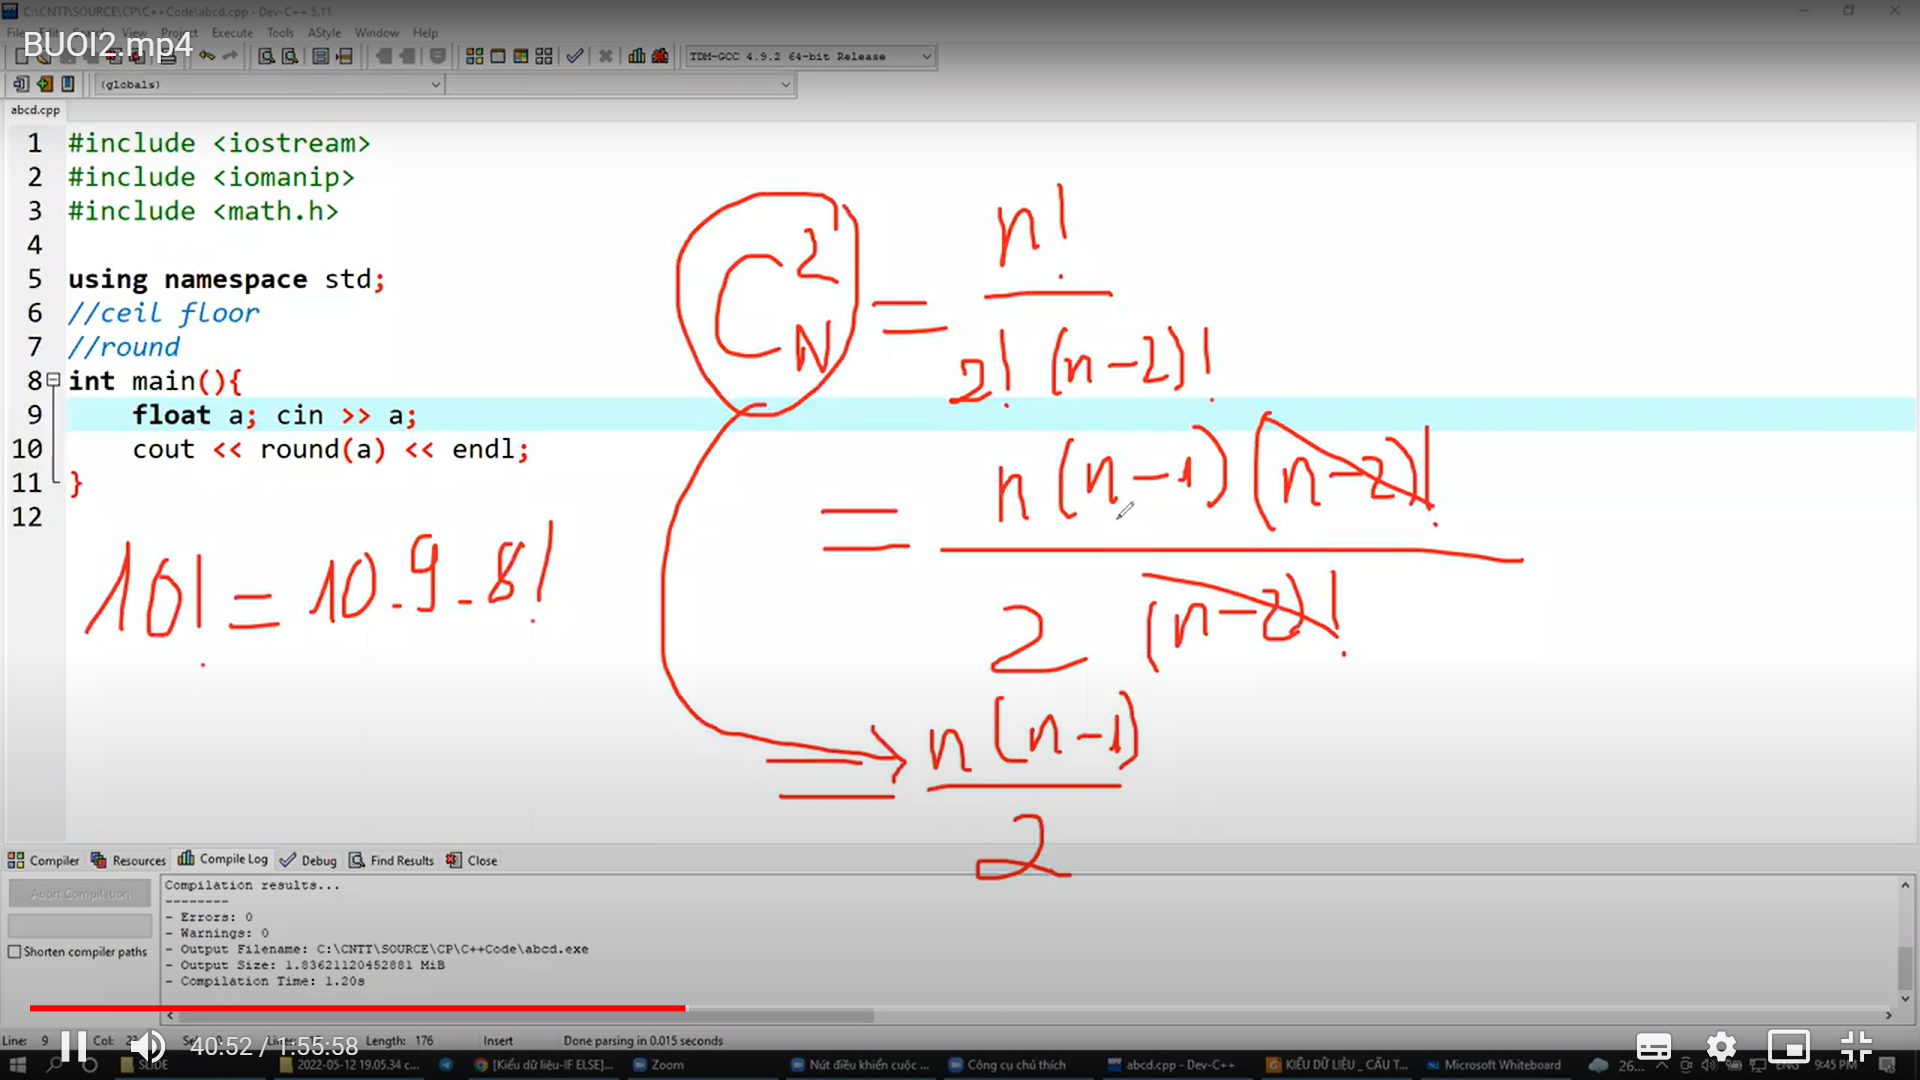 C:\CNTT\SOURCE\CP\C++Code\abcd.cpp - Dev-C++ 5.11
BUOI2.mp4
View Project Execute Tools AStyle Window Help
TDM-GCC 4.9.2 64-bit Release
(globals)
abcd.cpp
1 #include <iostream>
2 #include <iomanip>
3 #include <math.h>
4
5 using namespace std;
6 //ceil floor
7 //round
8 int main(){
9 float a; cin >> a;
10 cout << round(a) << endl;
11 }
12
C 2 N = n! / 2! (n-2)!
= n (n-1) (n-2)! / 2 (n-2)!
10! = 10.9.8!
= n (n-1) / 2
Compiler Resources Compile Log Debug Find Results Close
Abort Compilation
Shorten compiler paths
Compilation results...
--------
- Errors: 0
- Warnings: 0
- Output Filename: C:\CNTT\SOURCE\CP\C++Code\abcd.exe
- Output Size: 1.83621120452881 MiB
- Compilation Time: 1.20s
Line: 9 Col: Length: 176 Insert Done parsing in 0.015 seconds
40:52 / 1:55:58
SLIDE 2022-05-12 19.05.34 c... [Kiểu dữ liệu-IF ELSE]... Zoom Nút điều khiển cuộc ... Công cụ chú thích abcd.cpp - Dev-C++ KIỂU DỮ LIỆU _ CẤU T... Microsoft Whiteboard 26... ENG 9:45 PM